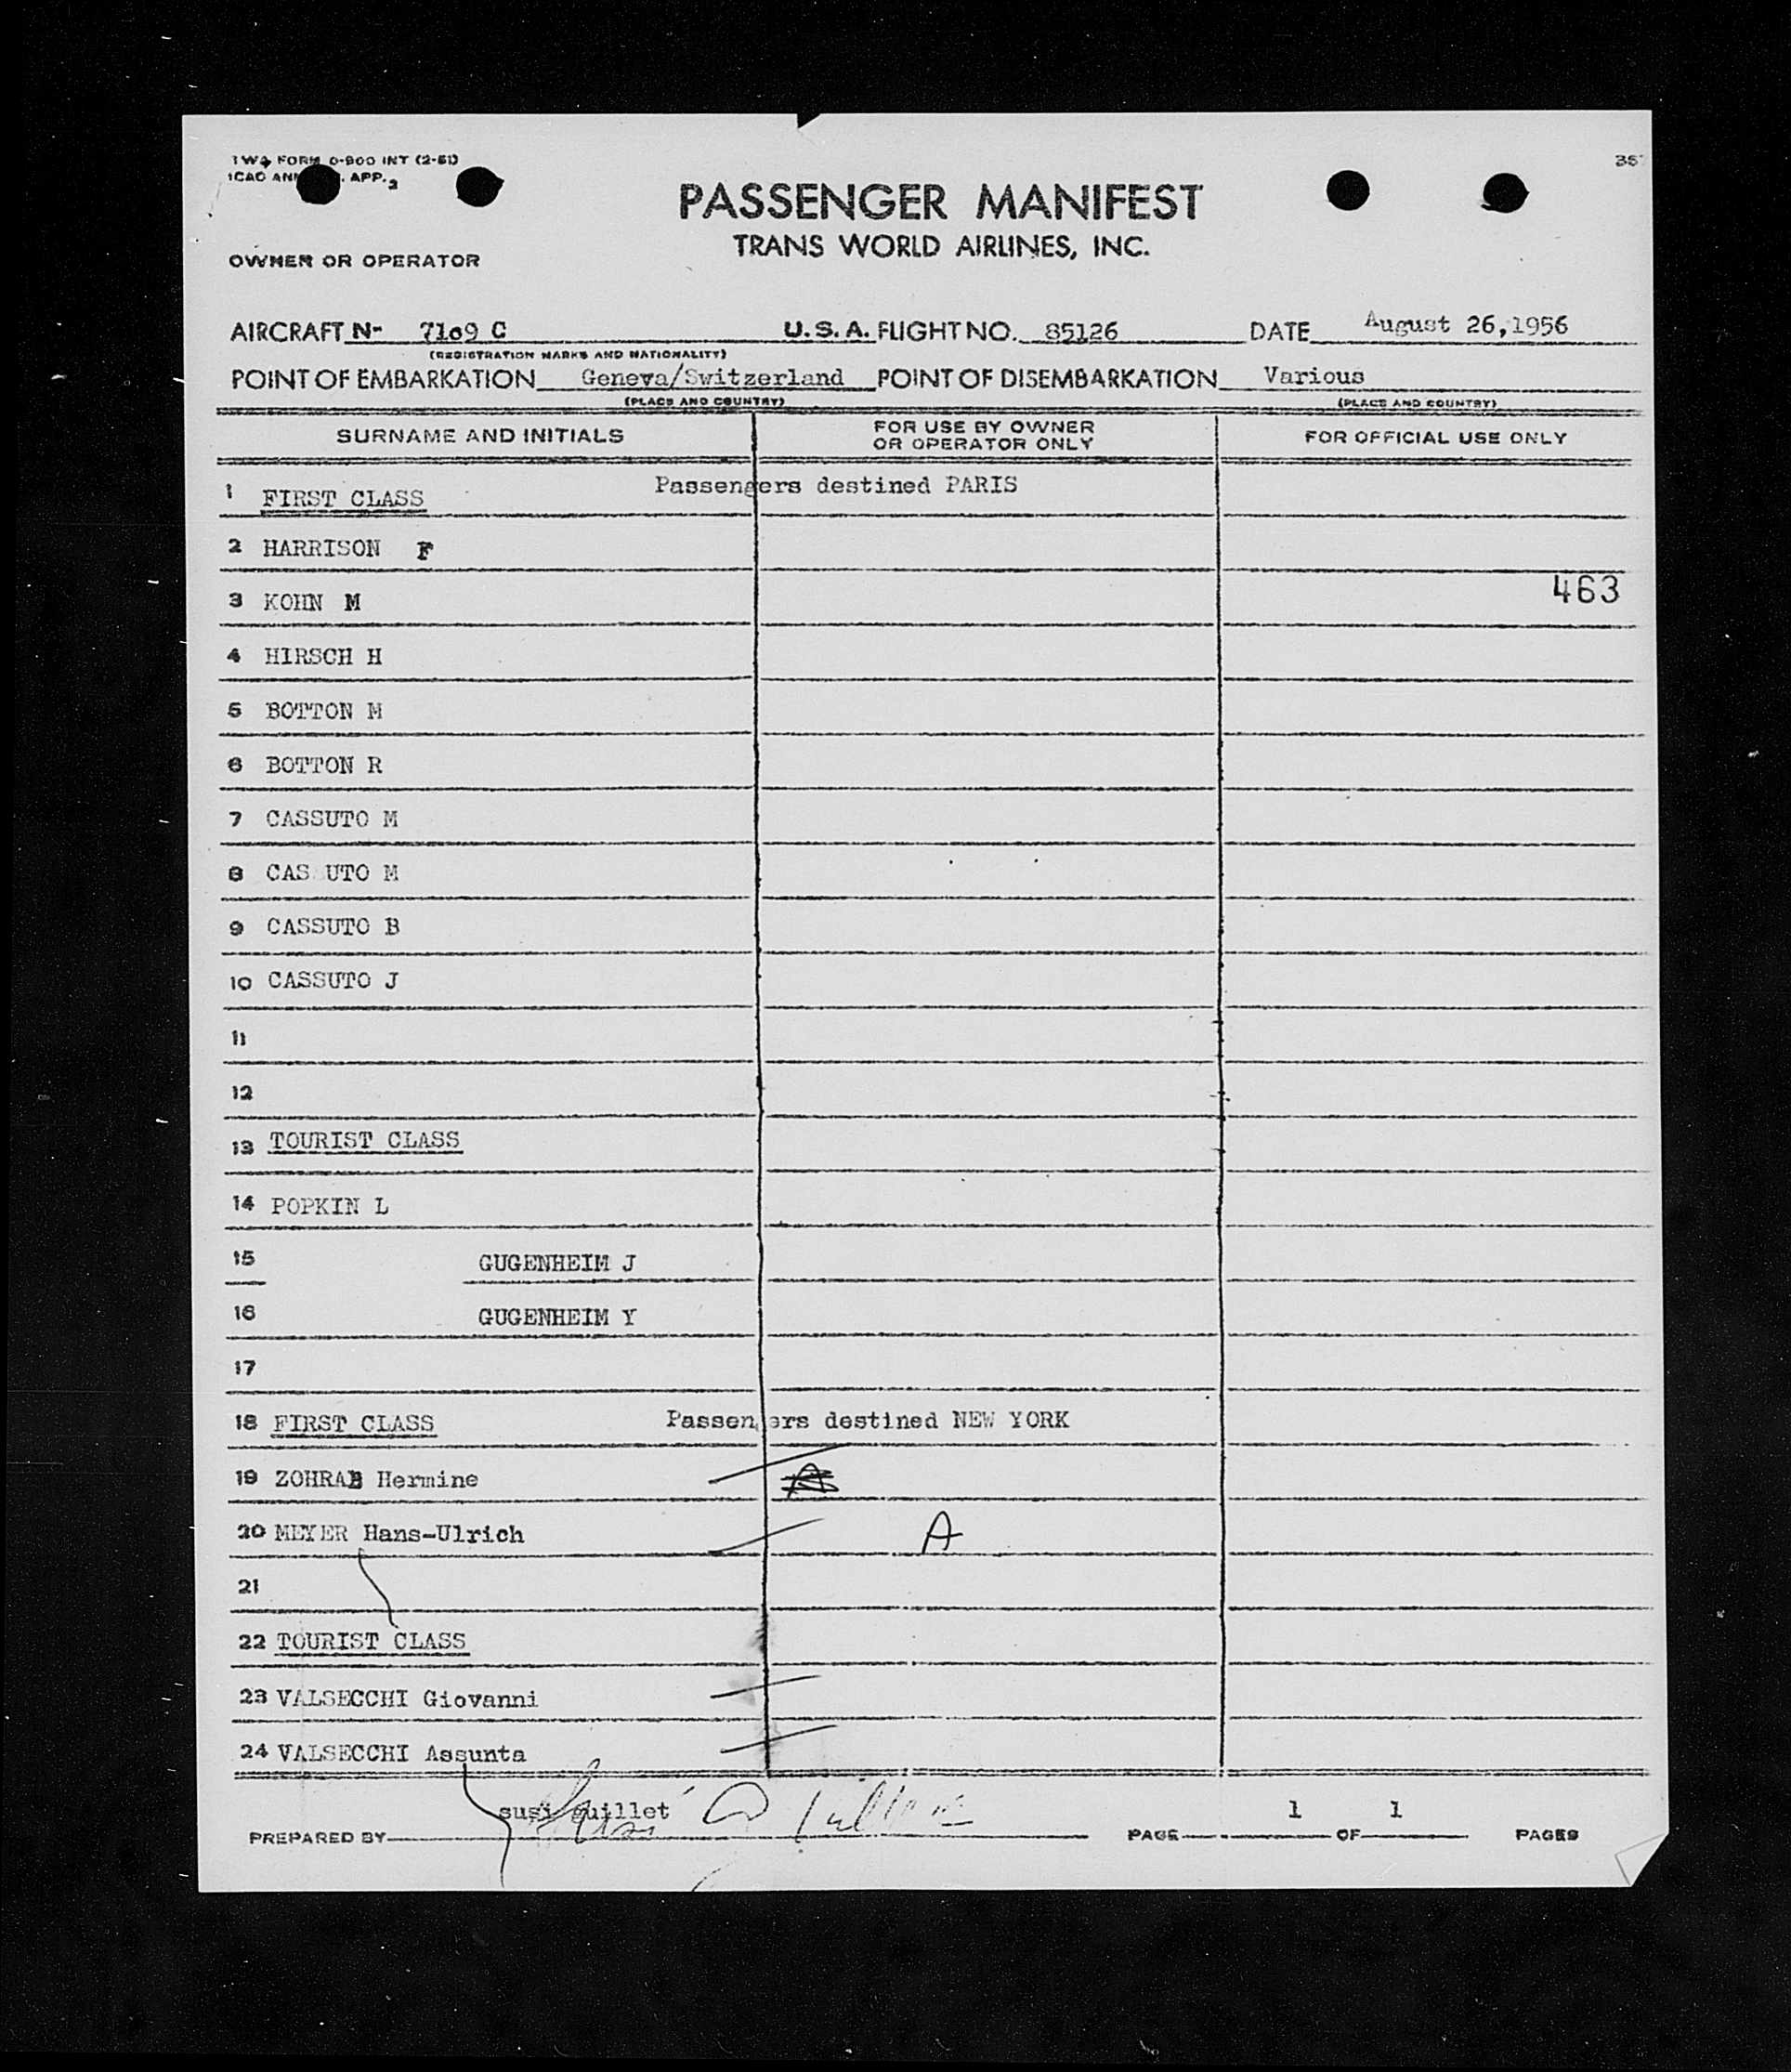 TWA FORM O-900 INT (2-51)
ICAO APP. 2
PASSENGER MANIFEST
TRANS WORLD AIRLINES, INC.
OWNER OR OPERATOR
AIRCRAFT N- 7109 C U.S.A. FLIGHT NO. 85126 DATE August 26,1956
(REGISTRATION MARKS AND NATIONALITY)
POINT OF EMBARKATION Geneva/Switzerland POINT OF DISEMBARKATION Various
(PLACE AND COUNTRY) (PLACE AND COUNTRY)
SURNAME AND INITIALS FOR USE BY OWNER OR OPERATOR ONLY FOR OFFICIAL USE ONLY
1 FIRST CLASS Passengers destined PARIS
2 HARRISON F
463
3 KOHN M
4 HIRSCH H
5 BOTTON M
6 BOTTON R
7 CASSUTO M
8 CAS UTO M
9 CASSUTO B
10 CASSUTO J
11
12
13 TOURIST CLASS
14 POPKIN L
15 GUGENHEIM J
16 GUGENHEIM Y
17
18 FIRST CLASS Passengers destined NEW YORK
19 ZOHRAB Hermine A
20 MEYER Hans-Ulrich A
21
22 TOURIST CLASS
23 VALSECCHI Giovanni
24 VALSECCHI Assunta
susi guillet
PREPARED BY PAGE 1 OF 1 PAGES